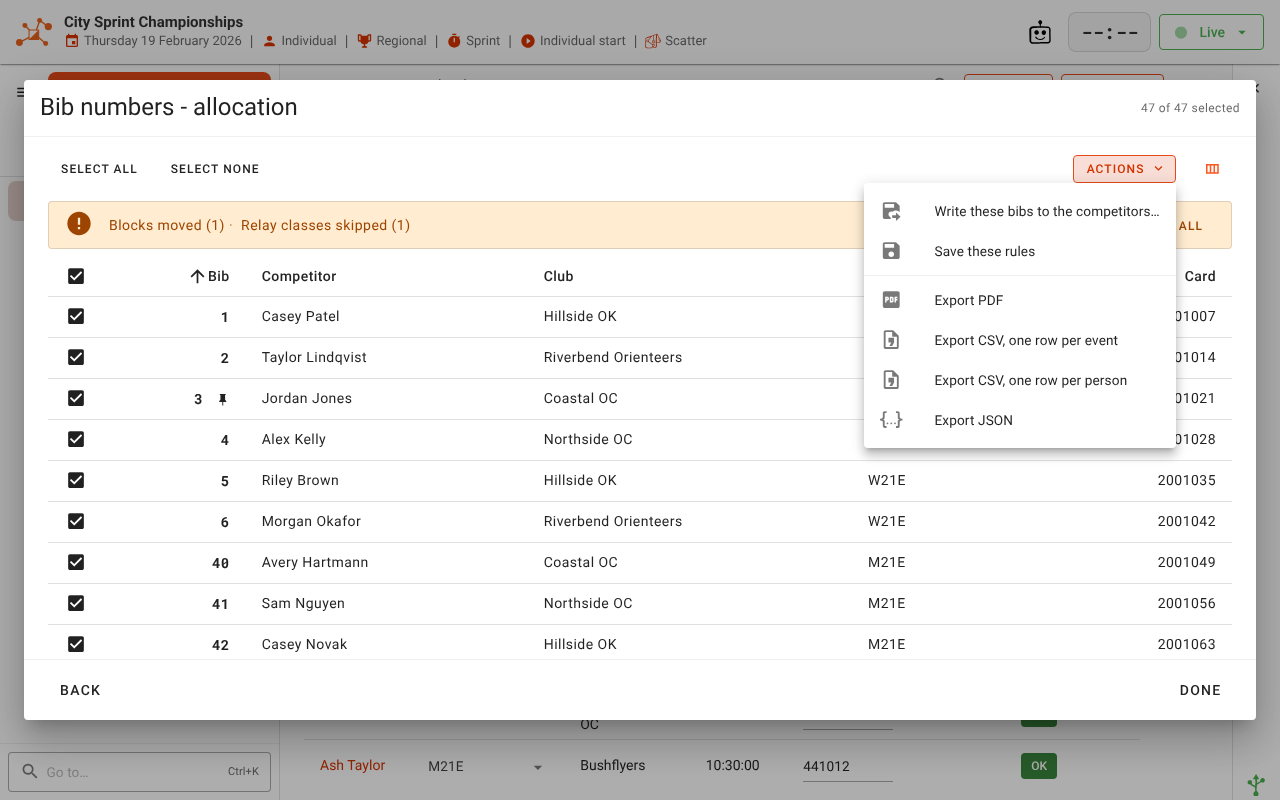 City Sprint Championships
Thursday 19 February 2026 | Individual | Regional | Sprint | Individual start | Scatter
--:--
Live
Bib numbers - allocation
47 of 47 selected
SELECT ALL
SELECT NONE
ACTIONS
Blocks moved (1) · Relay classes skipped (1)
ALL
Write these bibs to the competitors…
Save these rules
Export PDF
Export CSV, one row per event
Export CSV, one row per person
Export JSON
Bib Competitor Club Card
1 Casey Patel Hillside OK 01007
2 Taylor Lindqvist Riverbend Orienteers 01014
3 Jordan Jones Coastal OC 01021
4 Alex Kelly Northside OC 01028
5 Riley Brown Hillside OK W21E 2001035
6 Morgan Okafor Riverbend Orienteers W21E 2001042
40 Avery Hartmann Coastal OC M21E 2001049
41 Sam Nguyen Northside OC M21E 2001056
42 Casey Novak Hillside OK M21E 2001063
BACK
DONE
OC
Ash Taylor M21E Bushflyers 10:30:00 441012 OK
Go to… Ctrl+K